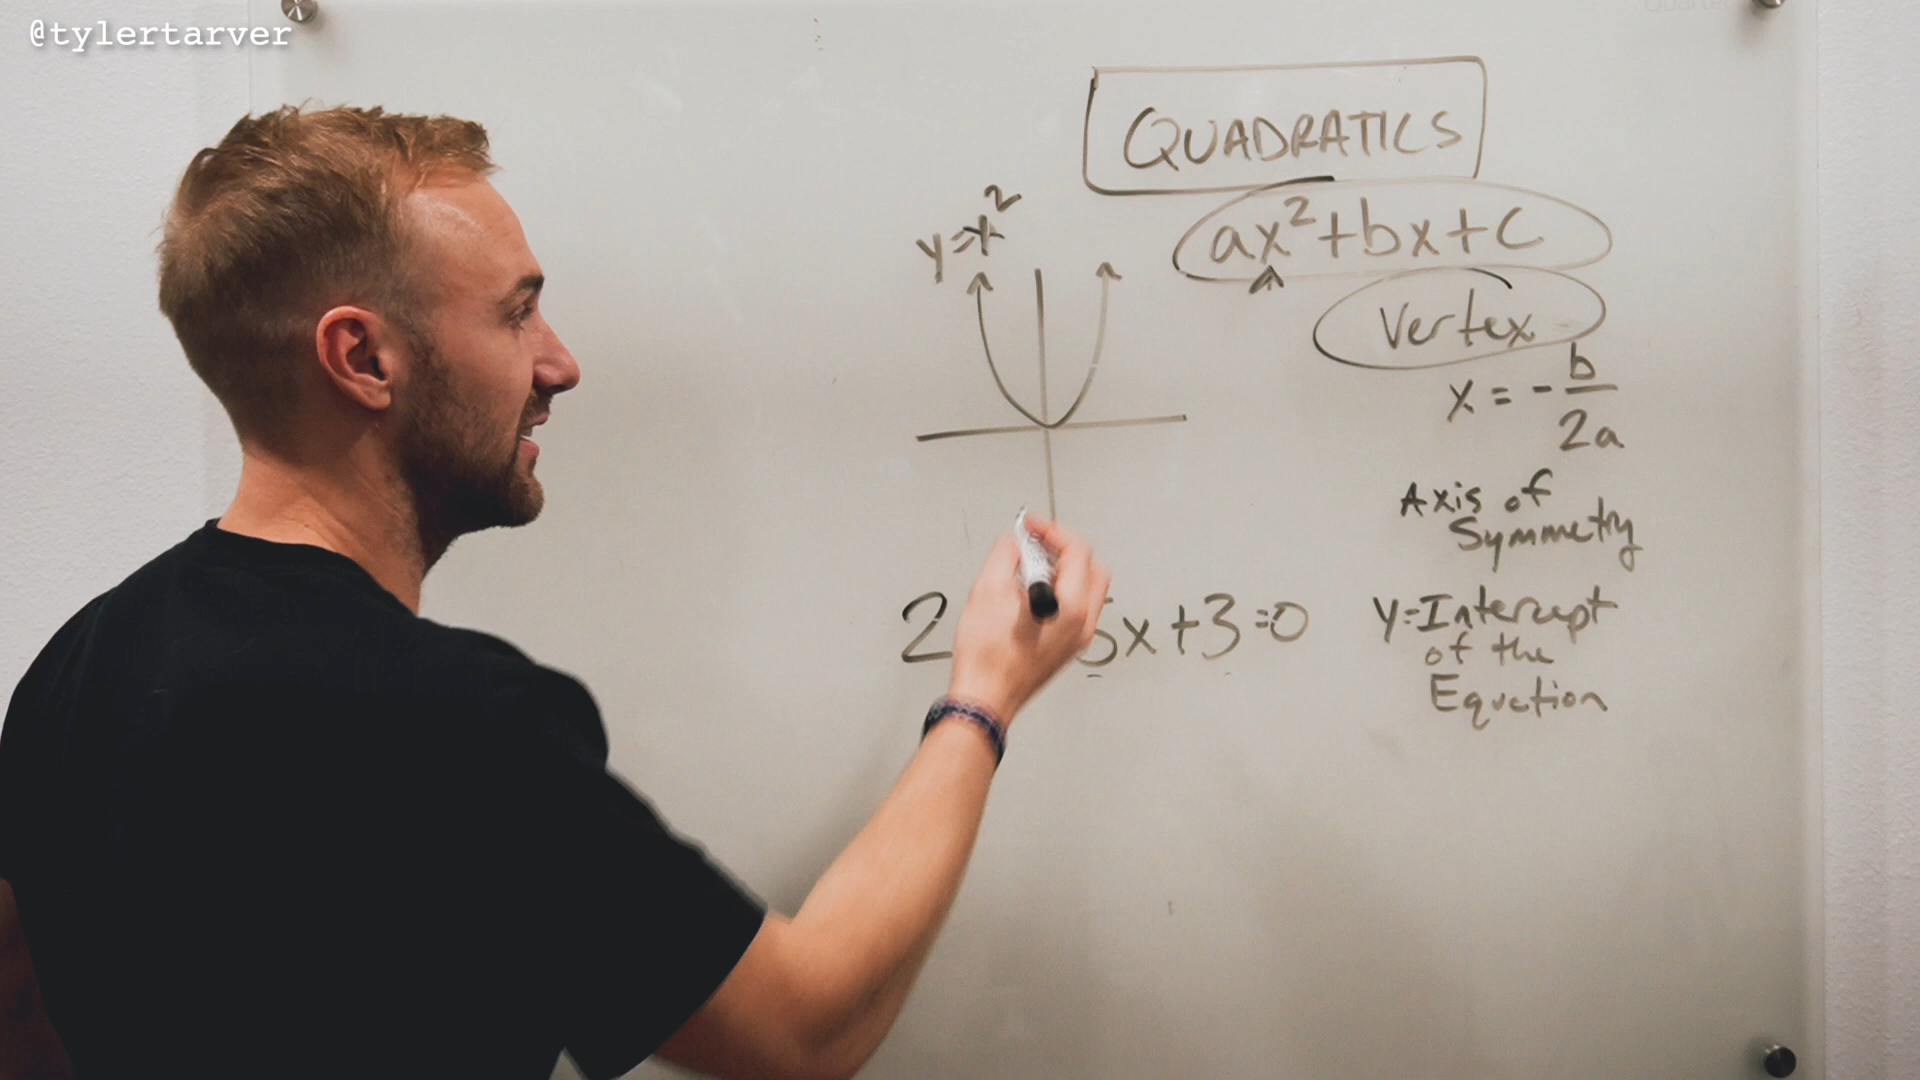 @tylertarver
QUADRATICS
y=x²
ax²+bx+c
Vertex
x = - b
2a
Axis of
Symmetry
2 5x+3=0
y=Intercept
of the
Equation